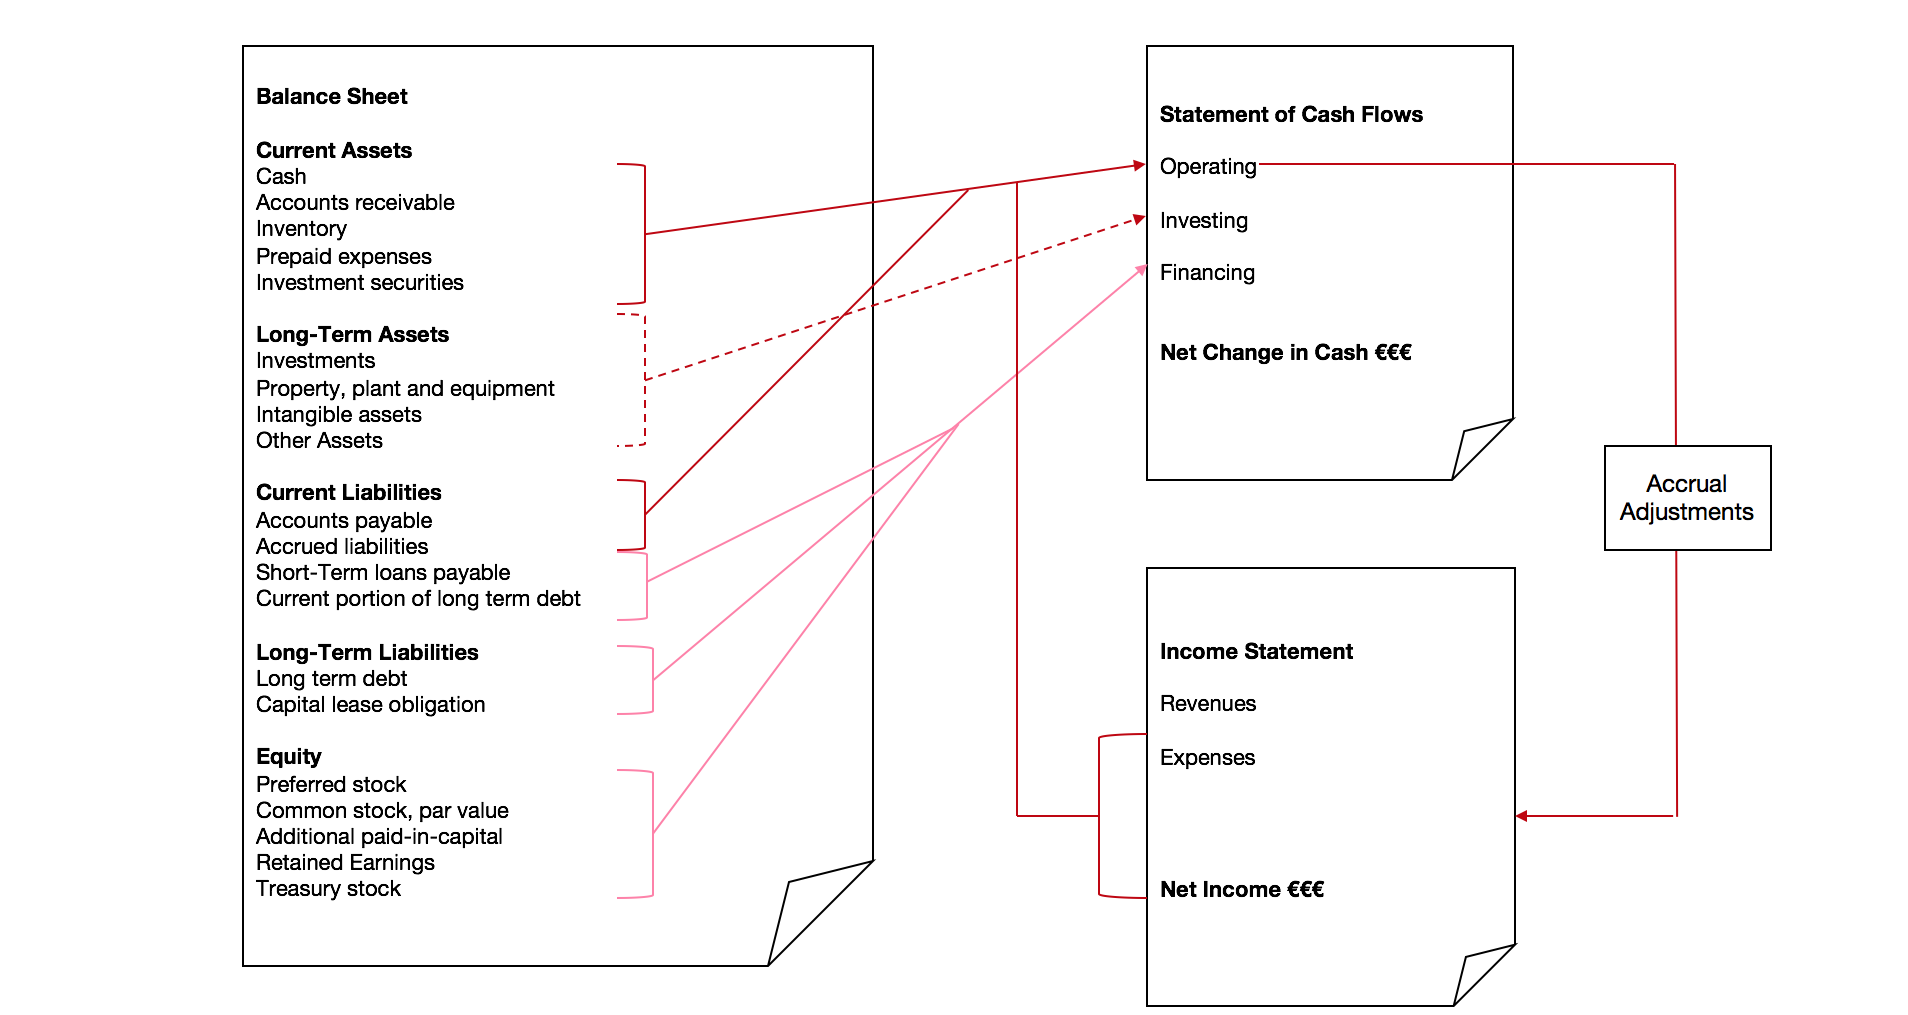 Balance Sheet
Current Assets
Cash
Accounts receivable
Inventory
Prepaid expenses
Investment securities
Long-Term Assets
Investments
Property, plant and equipment
Intangible assets
Other Assets
Current Liabilities
Accounts payable
Accrued liabilities
Short-Term loans payable
Current portion of long term debt
Long-Term Liabilities
Long term debt
Capital lease obligation
Equity
Preferred stock
Common stock, par value
Additional paid-in-capital
Retained Earnings
Treasury stock
Statement of Cash Flows
Operating
Investing
Financing
Net Change in Cash €€€
Accrual
Adjustments
Income Statement
Revenues
Expenses
Net Income €€€